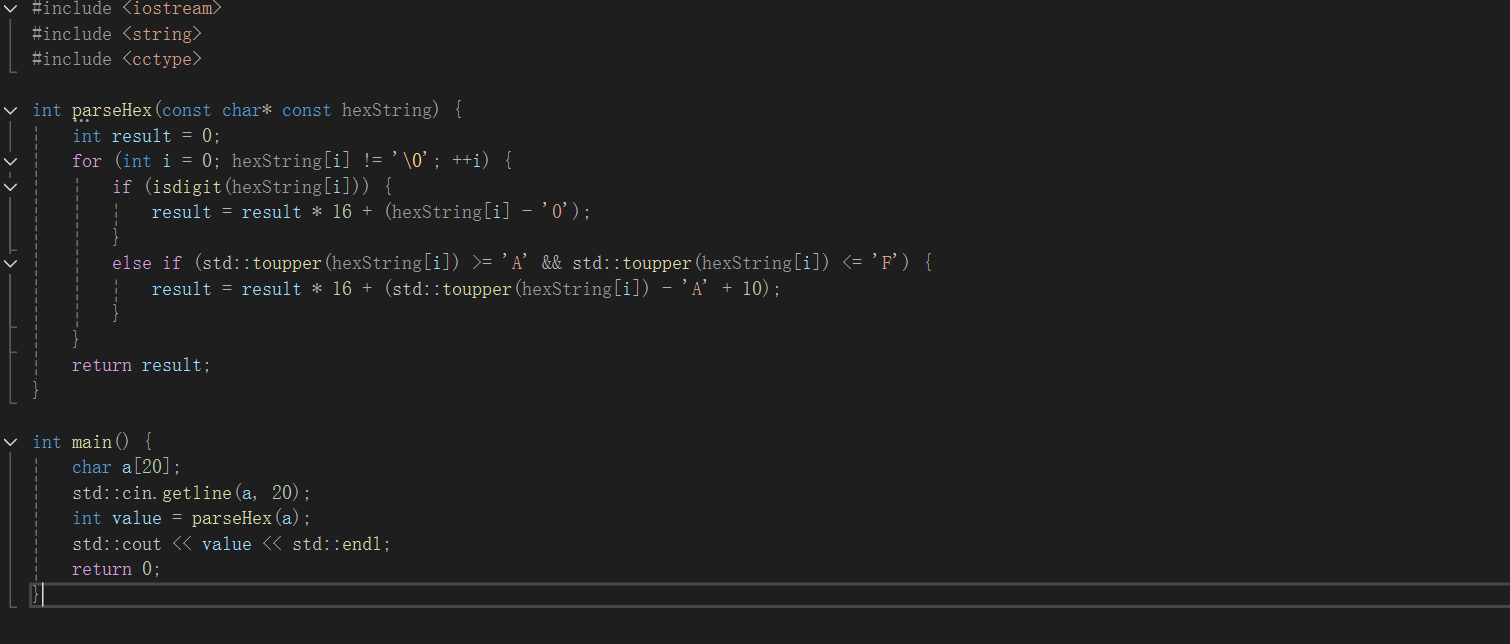 #include <iostream>
#include <string>
#include <cctype>
int parseHex(const char* const hexString) {
    int result = 0;
    for (int i = 0; hexString[i] != '\0'; ++i) {
        if (isdigit(hexString[i])) {
            result = result * 16 + (hexString[i] - '0');
        }
        else if (std::toupper(hexString[i]) >= 'A' && std::toupper(hexString[i]) <= 'F') {
            result = result * 16 + (std::toupper(hexString[i]) - 'A' + 10);
        }
    }
    return result;
}
int main() {
    char a[20];
    std::cin.getline(a, 20);
    int value = parseHex(a);
    std::cout << value << std::endl;
    return 0;
}